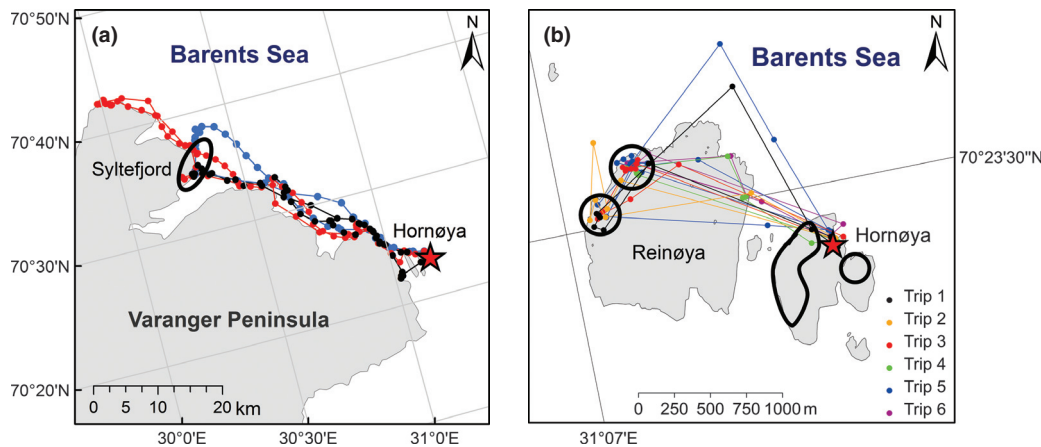 (a)
Barents Sea
N
70°50'N
70°40'N
70°30'N
70°20'N
Syltefjord
Hornøya
Varanger Peninsula
0 5 10 15 20 km
30°0'E
30°30'E
31°0'E
(b)
Barents Sea
N
70°23'30"N
Reinøya
Hornøya
Trip 1
Trip 2
Trip 3
Trip 4
Trip 5
Trip 6
0 250 500 750 1000 m
31°07'E